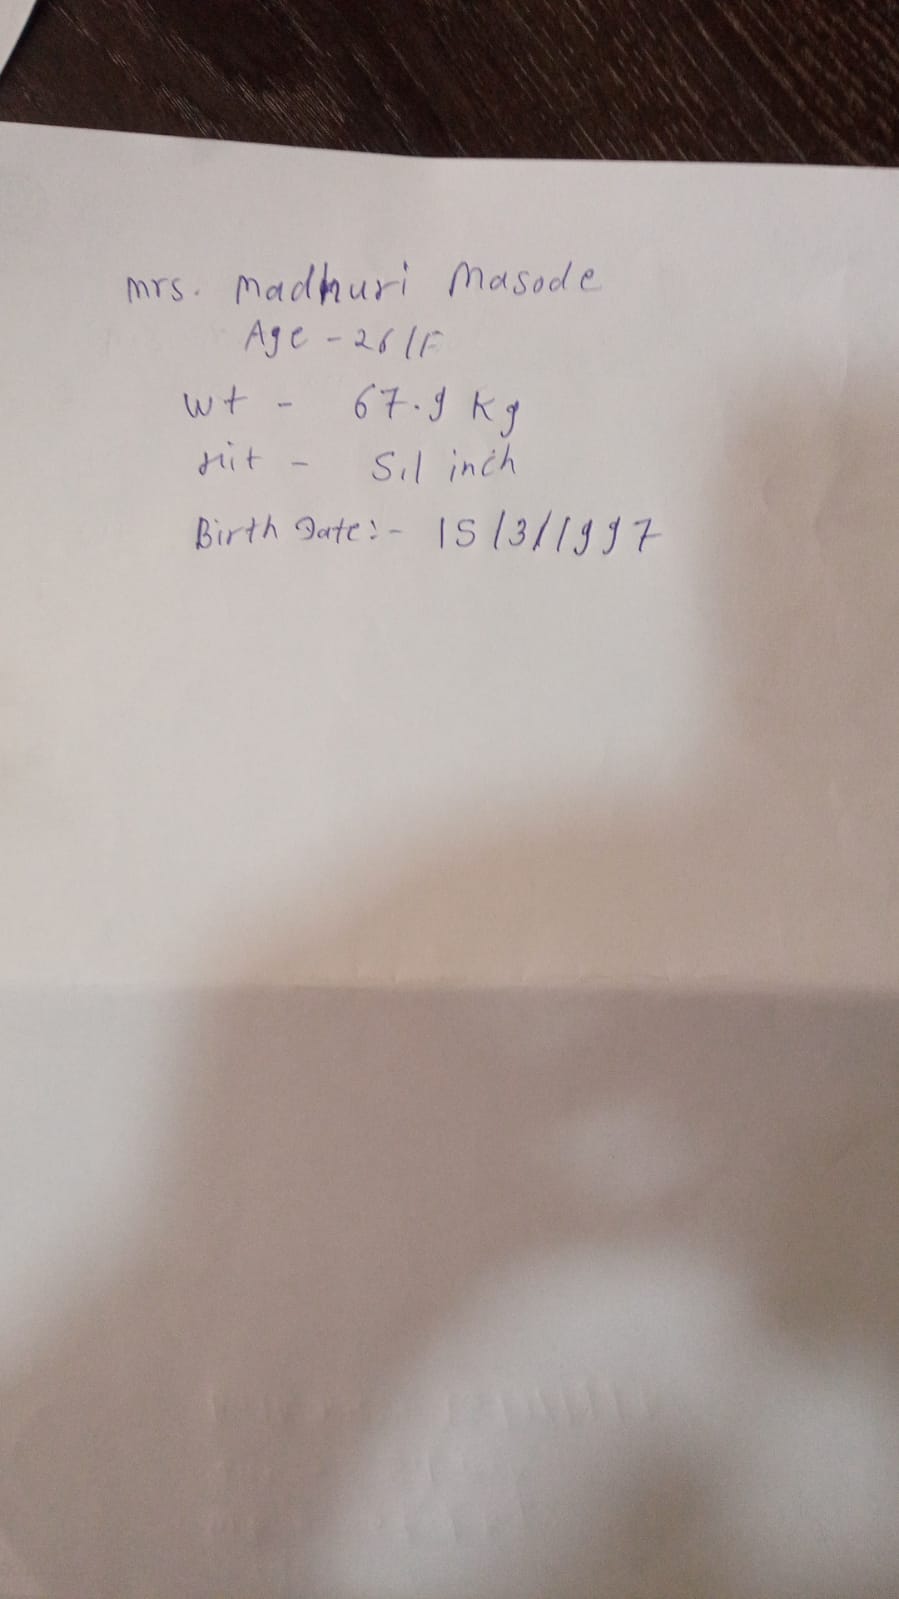 mrs. madhuri masode
Age - 26/F
wt - 67.9 kg
Hit - 5.1 inch
Birth Date:- 15/3/1997